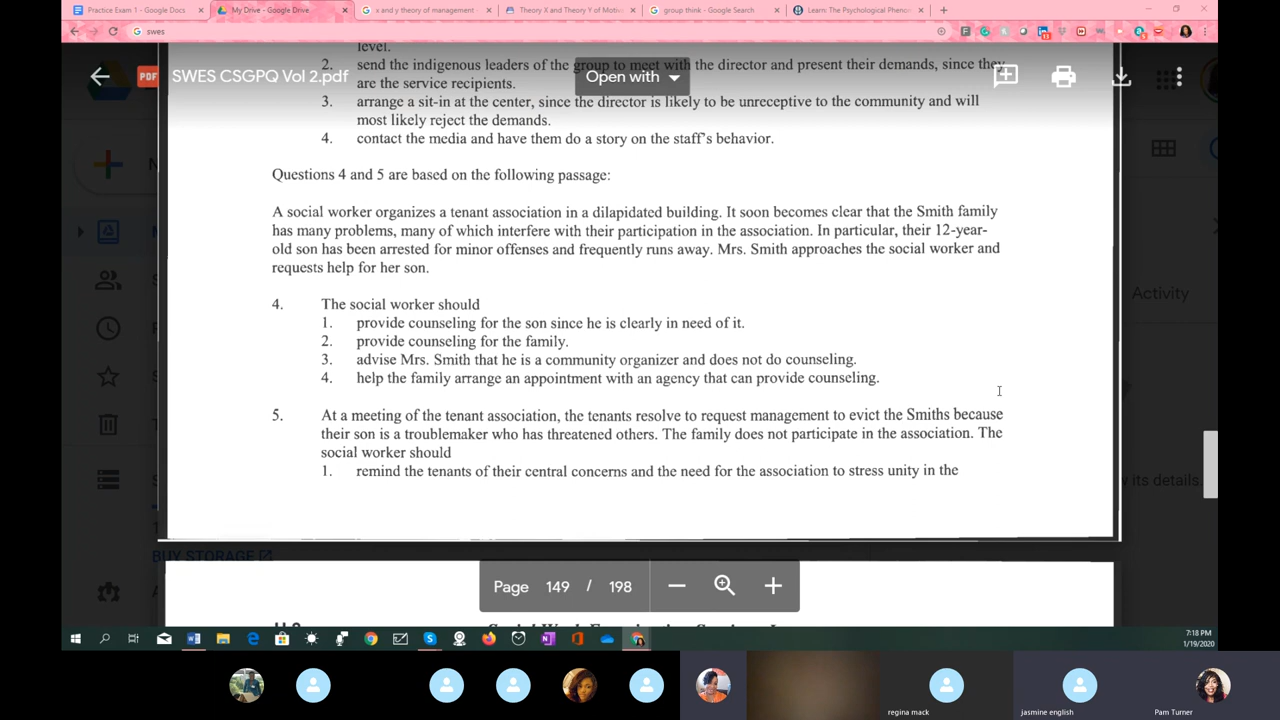 Practice Exam 1 - Google Docs
My Drive - Google Drive
x and y theory of management
Theory X and Theory Y of Motiva
group think - Google Search
Learn: The Psychological Phenom
swes
level.
2. send the indigenous leaders of the group to meet with the director and present their demands, since they
are the service recipients.
PDF
SWES CSGPQ Vol 2.pdf
Open with
3. arrange a sit-in at the center, since the director is likely to be unreceptive to the community and will
most likely reject the demands.
4. contact the media and have them do a story on the staff's behavior.
Questions 4 and 5 are based on the following passage:
A social worker organizes a tenant association in a dilapidated building. It soon becomes clear that the Smith family
has many problems, many of which interfere with their participation in the association. In particular, their 12-year-
old son has been arrested for minor offenses and frequently runs away. Mrs. Smith approaches the social worker and
requests help for her son.
Activity
4. The social worker should
1. provide counseling for the son since he is clearly in need of it.
2. provide counseling for the family.
3. advise Mrs. Smith that he is a community organizer and does not do counseling.
4. help the family arrange an appointment with an agency that can provide counseling.
5. At a meeting of the tenant association, the tenants resolve to request management to evict the Smiths because
their son is a troublemaker who has threatened others. The family does not participate in the association. The
social worker should
1. remind the tenants of their central concerns and the need for the association to stress unity in the
w its details.
BUY STORAGE
Page 149 / 198
7:18 PM
1/19/2020
regina mack
jasmine english
Pam Turner